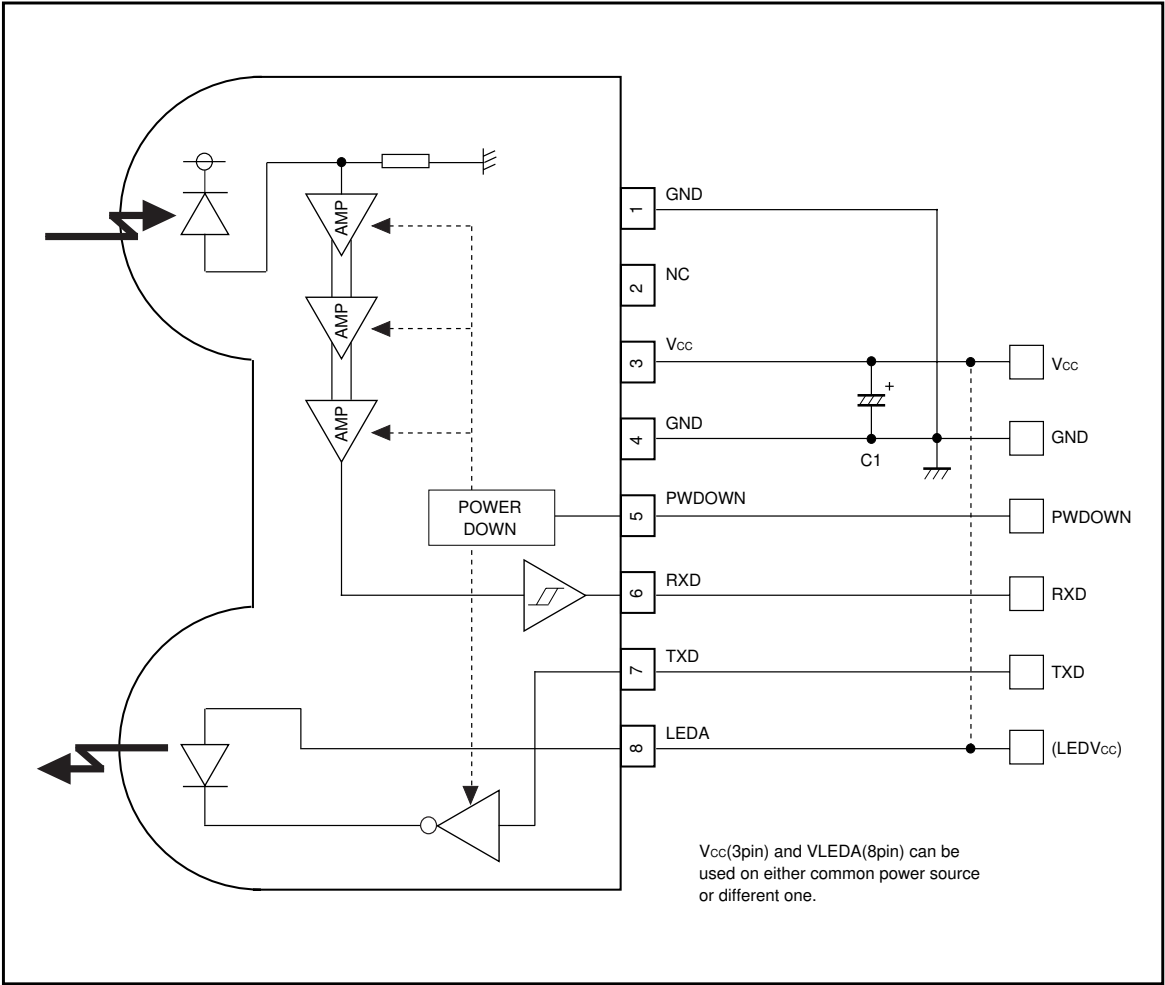 AMP
AMP
AMP
POWER
DOWN
1
GND
2
NC
3
Vcc
4
GND
5
PWDOWN
6
RXD
7
TXD
8
LEDA
+
C1
Vcc
GND
PWDOWN
RXD
TXD
(LEDVcc)
Vcc(3pin) and VLEDA(8pin) can be
used on either common power source
or different one.